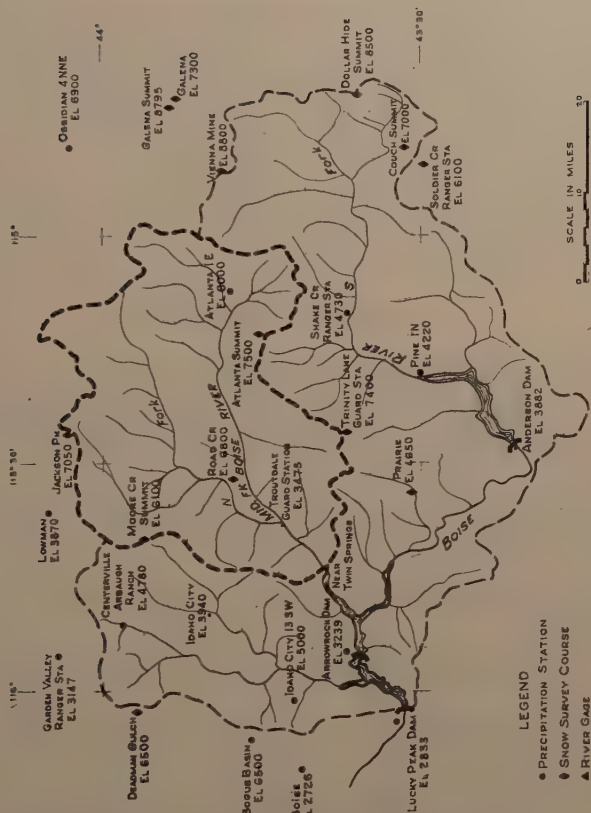 116°
115° 30'
115°
44°
43° 30'
GARDEN VALLEY
RANGER STA
EL 3147
LOWMAN
EL 3870
JACKSON PK
EL 7050
OBSIDIAN 4 NNE
EL 6900
GALENA SUMMIT
EL 8795
GALENA
EL 7300
VIENNA MINE
EL 8800
DOLLAR HIDE
SUMMIT
EL 8500
COUCH SUMMIT
EL 7000
SOLDIER CR
RANGER STA
EL 6100
DEADMAN GULCH
EL 6500
CENTERVILLE
ARBAUGH
RANCH
EL 4780
MOORE CR
SUMMIT
EL 6100
IDAHO CITY
EL 3940
IDAHO CITY 13 SW
EL 5000
ROAD CR
EL 6800
N
FORK
MID
FK BOISE RIVER
TROUTDALE
GUARD STATION
EL 3475
ATLANTA 1E
EL 6000
ATLANTA SUMMIT
EL 7500
BOGUS BASIN
EL 6500
BOISE
EL 2726
LUCKY PEAK DAM
EL 2833
ARROWROCK DAM
EL 3239
NEAR
TWIN SPRINGS
TRINITY LAKE
GUARD STA
EL 7400
SHAKE CR
RANGER STA
EL 4730
S
FORK
PRAIRIE
EL 4650
RIVER
PINE IN
EL 4220
BOISE
ANDERSON DAM
EL 3882
LEGEND
● PRECIPITATION STATION
SNOW SURVEY COURSE
▲ RIVER GAGE
0 10 20
SCALE IN MILES